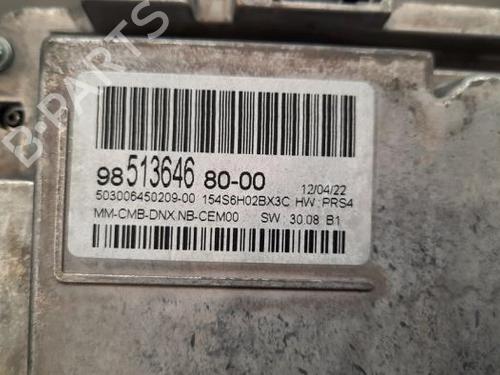 B-PARTS
98 513646 80-00
12/04/22
503006450209-00 154S6H02BX3C HW : PRS4
MM-CMB-DNX.NB-CEM00 SW : 30.08 B1